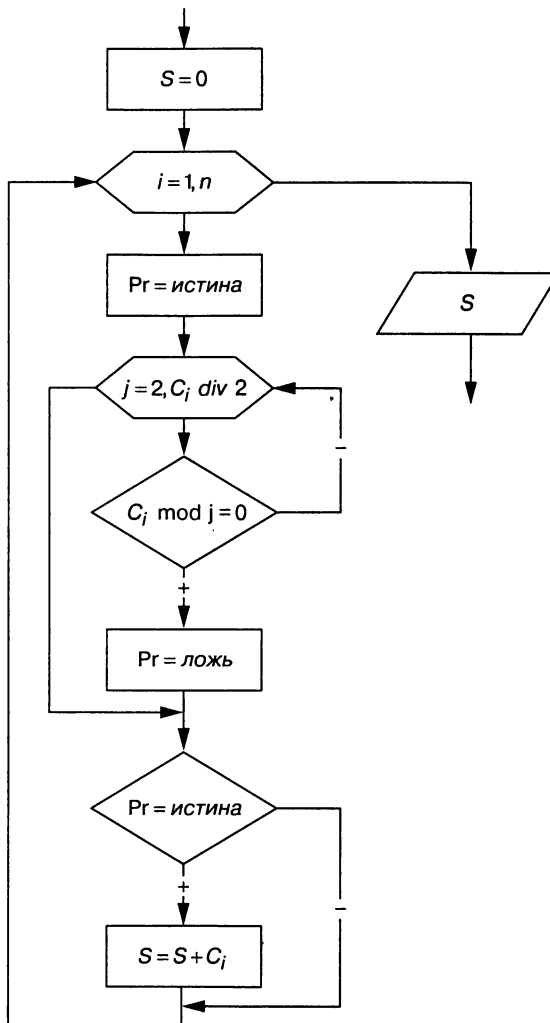 S = 0
i = 1, n
Pr = истина
S
j = 2, C_i div 2
–
C_i mod j = 0
+
Pr = ложь
Pr = истина
+
–
S = S + C_i